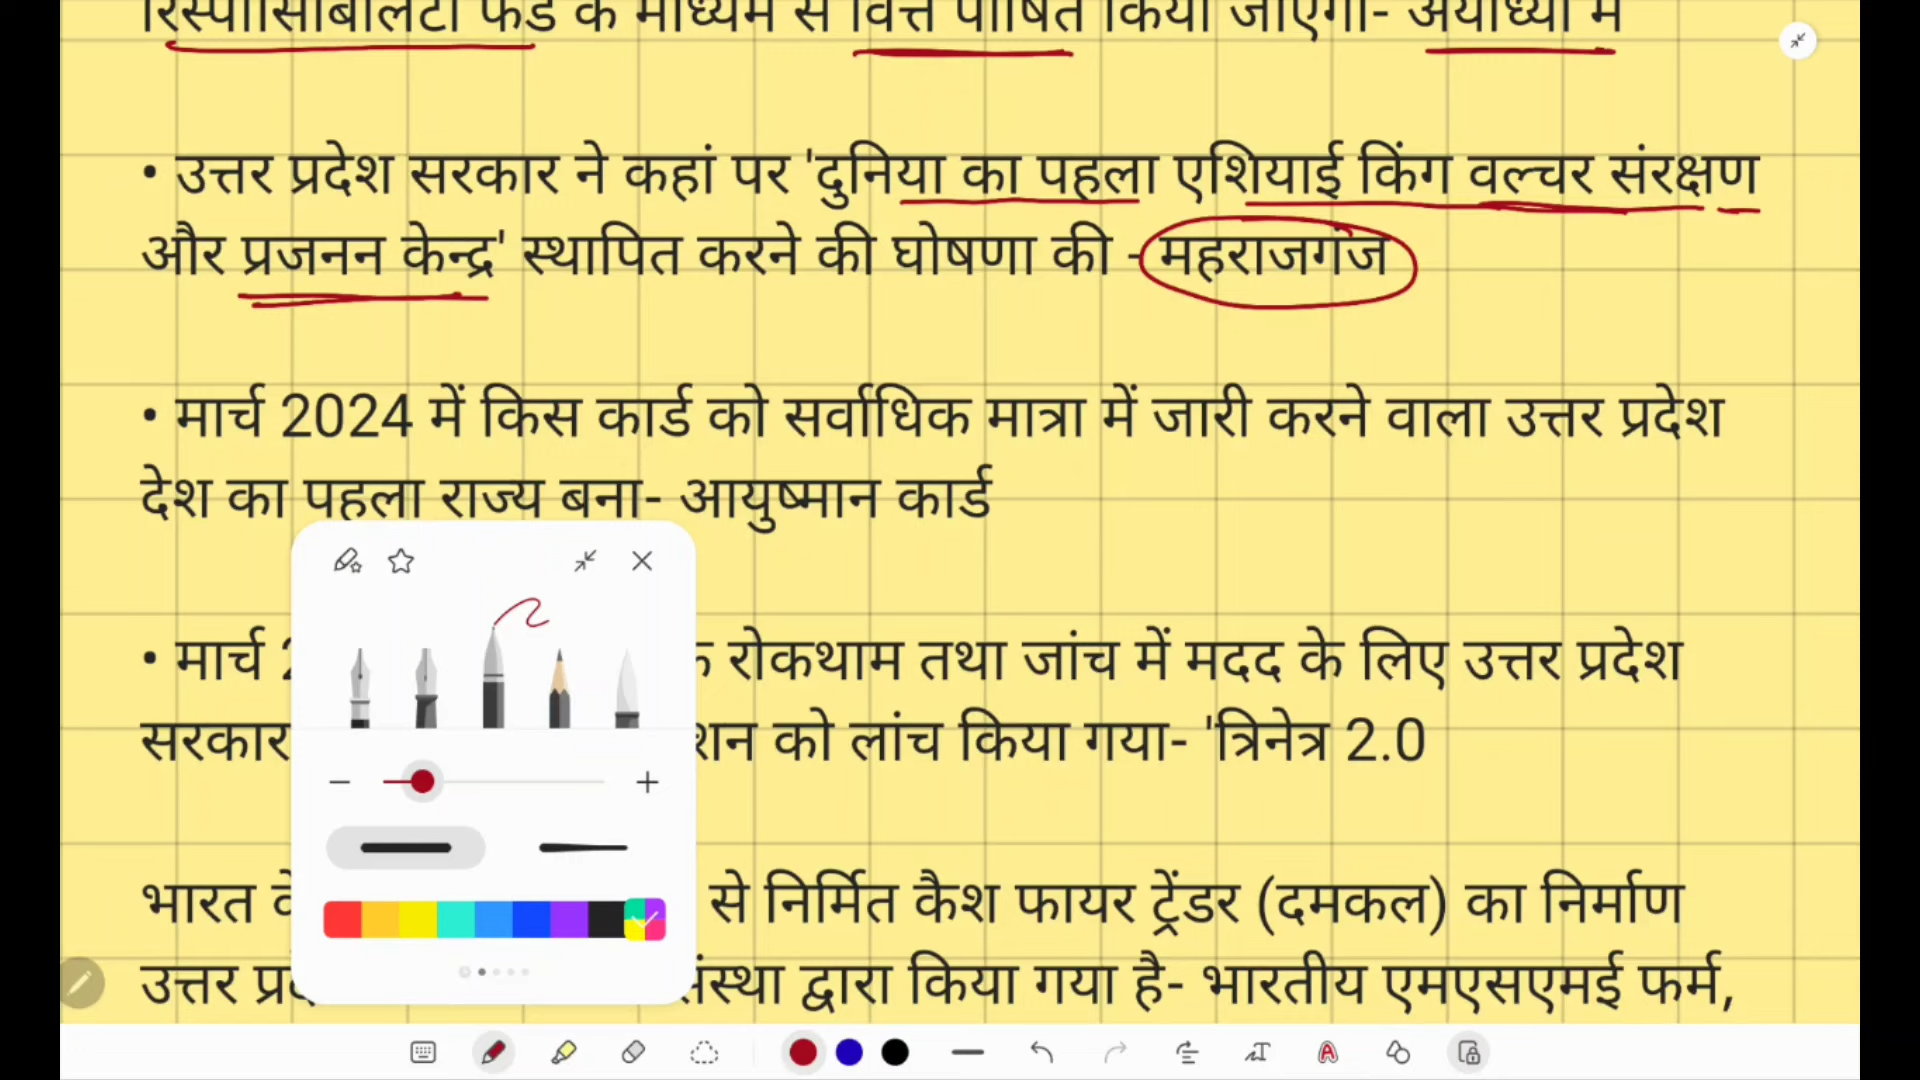 रिस्पांसिबिलिटी फंड के माध्यम से वित्त पोषित किया जाएगा- अयोध्या में
• उत्तर प्रदेश सरकार ने कहां पर 'दुनिया का पहला एशियाई किंग वल्चर संरक्षण
और प्रजनन केन्द्र' स्थापित करने की घोषणा की - महराजगंज
• मार्च 2024 में किस कार्ड को सर्वाधिक मात्रा में जारी करने वाला उत्तर प्रदेश
देश का पहला राज्य बना- आयुष्मान कार्ड
• मार्च रोकथाम तथा जांच में मदद के लिए उत्तर प्रदेश
सरकार को लांच किया गया- 'त्रिनेत्र 2.0
भारत से निर्मित कैश फायर ट्रेंडर (दमकल) का निर्माण
उत्तर संस्था द्वारा किया गया है- भारतीय एमएसएमई फर्म,